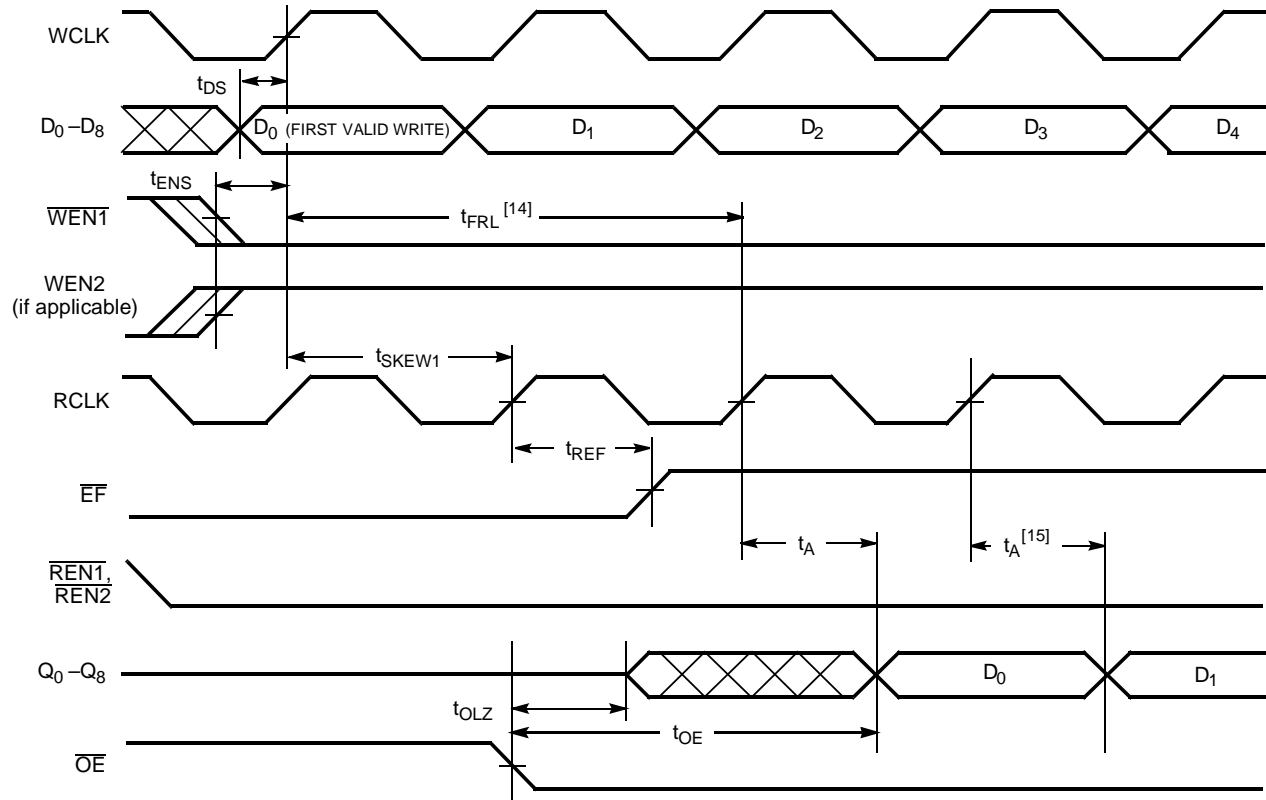 WCLK
tDS
D0 –D8
D0 (FIRST VALID WRITE)
D1
D2
D3
D4
tENS
WEN1
tFRL [14]
WEN2
(if applicable)
tSKEW1
RCLK
tREF
EF
tA
tA[15]
REN1,
REN2
Q0 –Q8
D0
D1
tOLZ
tOE
OE